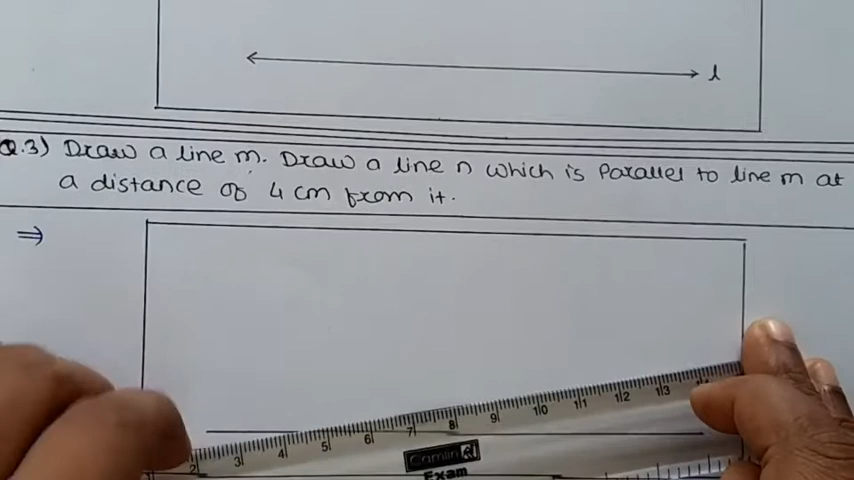 l
Q.3) Draw a line m. Draw a line n which is parallel to line m at
a distance of 4 cm from it.
⇒
2 3 4 5 6 7 8 9 10 11 12 13
Camlin
Exam